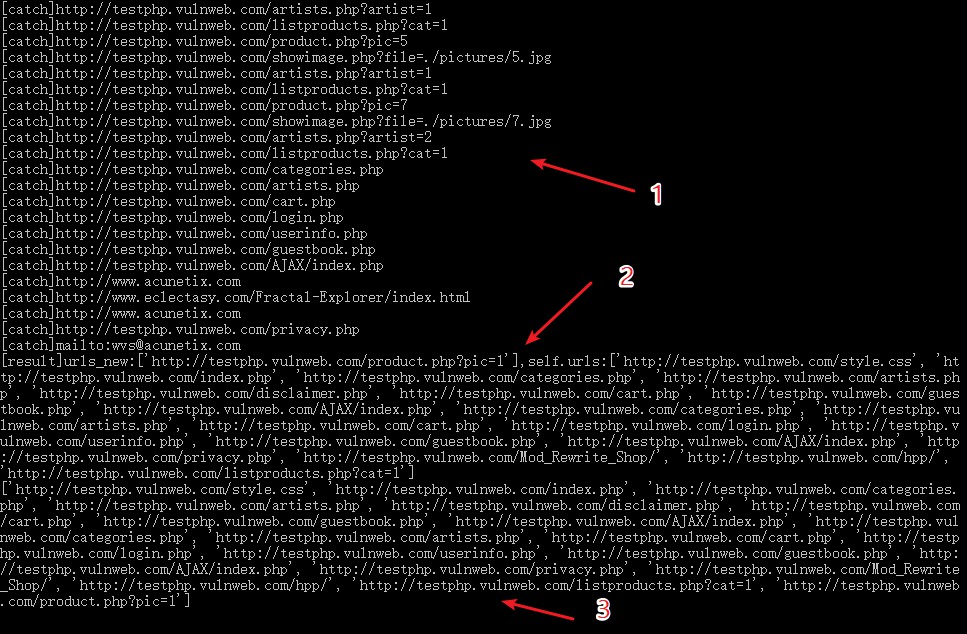 [catch]http://testphp.vulnweb.com/artists.php?artist=1
[catch]http://testphp.vulnweb.com/listproducts.php?cat=1
[catch]http://testphp.vulnweb.com/product.php?pic=5
[catch]http://testphp.vulnweb.com/showimage.php?file=./pictures/5.jpg
[catch]http://testphp.vulnweb.com/artists.php?artist=1
[catch]http://testphp.vulnweb.com/listproducts.php?cat=1
[catch]http://testphp.vulnweb.com/product.php?pic=7
[catch]http://testphp.vulnweb.com/showimage.php?file=./pictures/7.jpg
[catch]http://testphp.vulnweb.com/artists.php?artist=2
[catch]http://testphp.vulnweb.com/listproducts.php?cat=1
[catch]http://testphp.vulnweb.com/categories.php
[catch]http://testphp.vulnweb.com/artists.php
[catch]http://testphp.vulnweb.com/cart.php
[catch]http://testphp.vulnweb.com/login.php
[catch]http://testphp.vulnweb.com/userinfo.php
[catch]http://testphp.vulnweb.com/guestbook.php
[catch]http://testphp.vulnweb.com/AJAX/index.php
[catch]http://www.acunetix.com
[catch]http://www.eclectasy.com/Fractal-Explorer/index.html
[catch]http://www.acunetix.com
[catch]http://testphp.vulnweb.com/privacy.php
[catch]mailto:wvs@acunetix.com
[result]urls_new:['http://testphp.vulnweb.com/product.php?pic=1'],self.urls:['http://testphp.vulnweb.com/style.css', 'ht
tp://testphp.vulnweb.com/index.php', 'http://testphp.vulnweb.com/categories.php', 'http://testphp.vulnweb.com/artists.ph
p', 'http://testphp.vulnweb.com/disclaimer.php', 'http://testphp.vulnweb.com/cart.php', 'http://testphp.vulnweb.com/gues
tbook.php', 'http://testphp.vulnweb.com/AJAX/index.php', 'http://testphp.vulnweb.com/categories.php', 'http://testphp.vu
lnweb.com/artists.php', 'http://testphp.vulnweb.com/cart.php', 'http://testphp.vulnweb.com/login.php', 'http://testphp.v
ulnweb.com/userinfo.php', 'http://testphp.vulnweb.com/guestbook.php', 'http://testphp.vulnweb.com/AJAX/index.php', 'http
://testphp.vulnweb.com/privacy.php', 'http://testphp.vulnweb.com/Mod_Rewrite_Shop/', 'http://testphp.vulnweb.com/hpp/',
'http://testphp.vulnweb.com/listproducts.php?cat=1']
['http://testphp.vulnweb.com/style.css', 'http://testphp.vulnweb.com/index.php', 'http://testphp.vulnweb.com/categories.
php', 'http://testphp.vulnweb.com/artists.php', 'http://testphp.vulnweb.com/disclaimer.php', 'http://testphp.vulnweb.com
/cart.php', 'http://testphp.vulnweb.com/guestbook.php', 'http://testphp.vulnweb.com/AJAX/index.php', 'http://testphp.vul
nweb.com/categories.php', 'http://testphp.vulnweb.com/artists.php', 'http://testphp.vulnweb.com/cart.php', 'http://testp
hp.vulnweb.com/login.php', 'http://testphp.vulnweb.com/userinfo.php', 'http://testphp.vulnweb.com/guestbook.php', 'http:
//testphp.vulnweb.com/AJAX/index.php', 'http://testphp.vulnweb.com/privacy.php', 'http://testphp.vulnweb.com/Mod_Rewrite
_Shop/', 'http://testphp.vulnweb.com/hpp/', 'http://testphp.vulnweb.com/listproducts.php?cat=1', 'http://testphp.vulnweb
.com/product.php?pic=1']
1
2
3